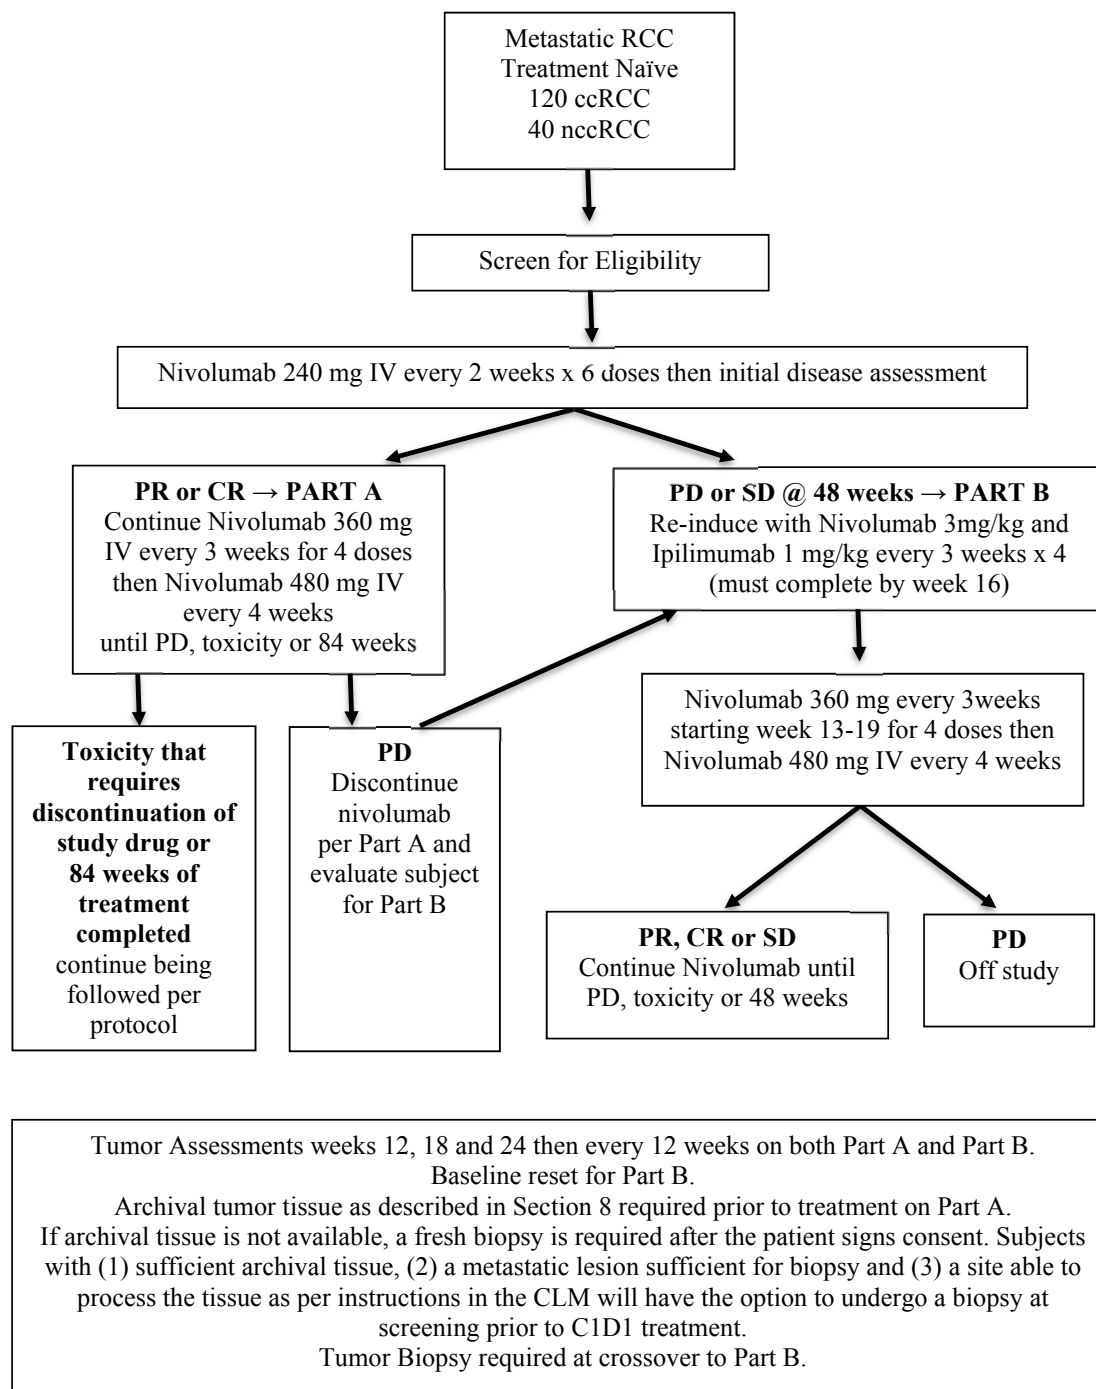 Metastatic RCC
Treatment Naïve
120 ccRCC
40 nccRCC
Screen for Eligibility
Nivolumab 240 mg IV every 2 weeks x 6 doses then initial disease assessment
PR or CR → PART A
Continue Nivolumab 360 mg
IV every 3 weeks for 4 doses
then Nivolumab 480 mg IV
every 4 weeks
until PD, toxicity or 84 weeks
PD or SD @ 48 weeks → PART B
Re-induce with Nivolumab 3mg/kg and
Ipilimumab 1 mg/kg every 3 weeks x 4
(must complete by week 16)
Toxicity that
requires
discontinuation of
study drug or
84 weeks of
treatment
completed
continue being
followed per
protocol
PD
Discontinue
nivolumab
per Part A and
evaluate subject
for Part B
Nivolumab 360 mg every 3weeks
starting week 13-19 for 4 doses then
Nivolumab 480 mg IV every 4 weeks
PR, CR or SD
Continue Nivolumab until
PD, toxicity or 48 weeks
PD
Off study
Tumor Assessments weeks 12, 18 and 24 then every 12 weeks on both Part A and Part B.
Baseline reset for Part B.
Archival tumor tissue as described in Section 8 required prior to treatment on Part A.
If archival tissue is not available, a fresh biopsy is required after the patient signs consent. Subjects
with (1) sufficient archival tissue, (2) a metastatic lesion sufficient for biopsy and (3) a site able to
process the tissue as per instructions in the CLM will have the option to undergo a biopsy at
screening prior to C1D1 treatment.
Tumor Biopsy required at crossover to Part B.